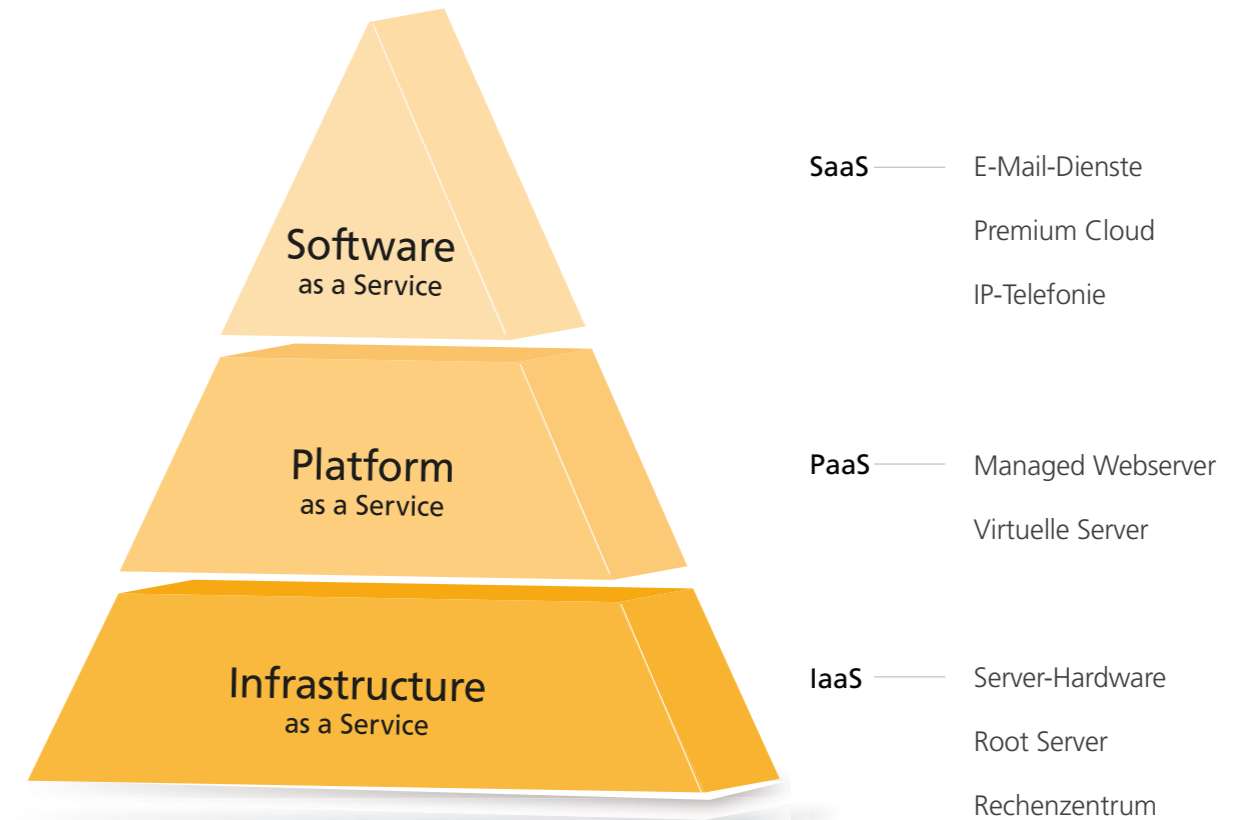 Software
as a Service
SaaS
E-Mail-Dienste
Premium Cloud
IP-Telefonie
Platform
as a Service
PaaS
Managed Webserver
Virtuelle Server
Infrastructure
as a Service
IaaS
Server-Hardware
Root Server
Rechenzentrum